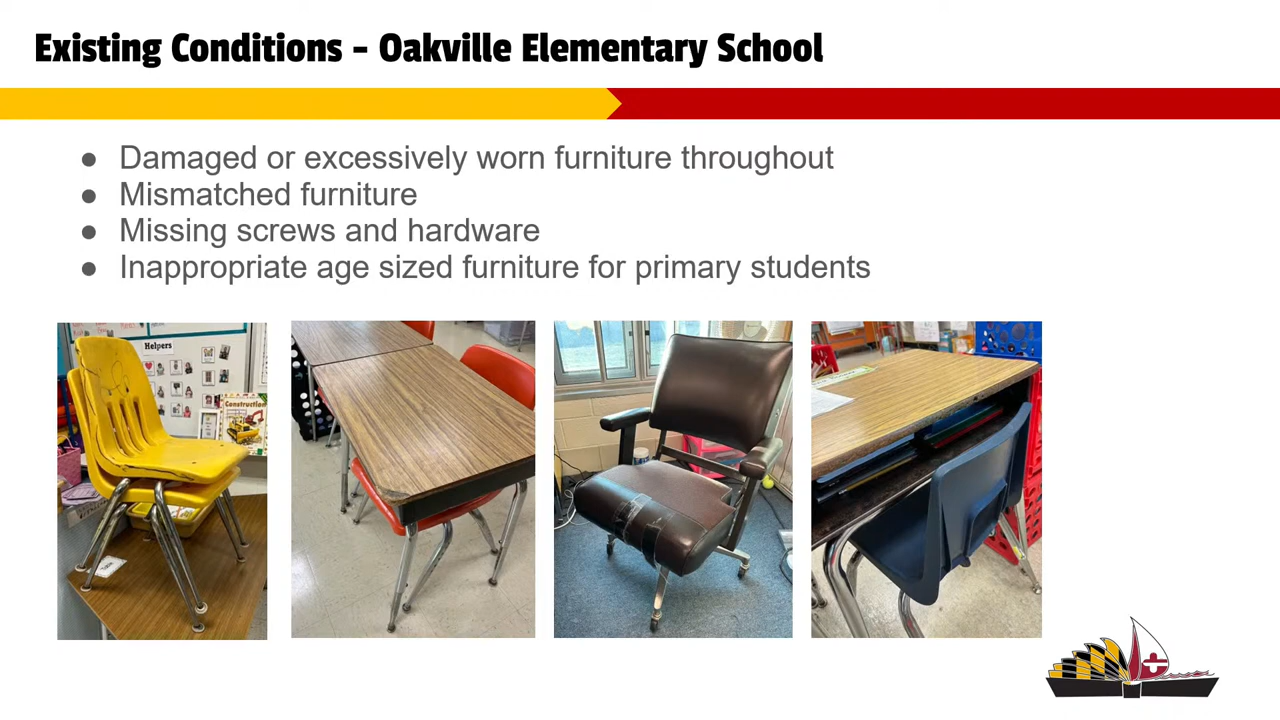 Existing Conditions – Oakville Elementary School
● Damaged or excessively worn furniture throughout
● Mismatched furniture
● Missing screws and hardware
● Inappropriate age sized furniture for primary students
Helpers
Construction